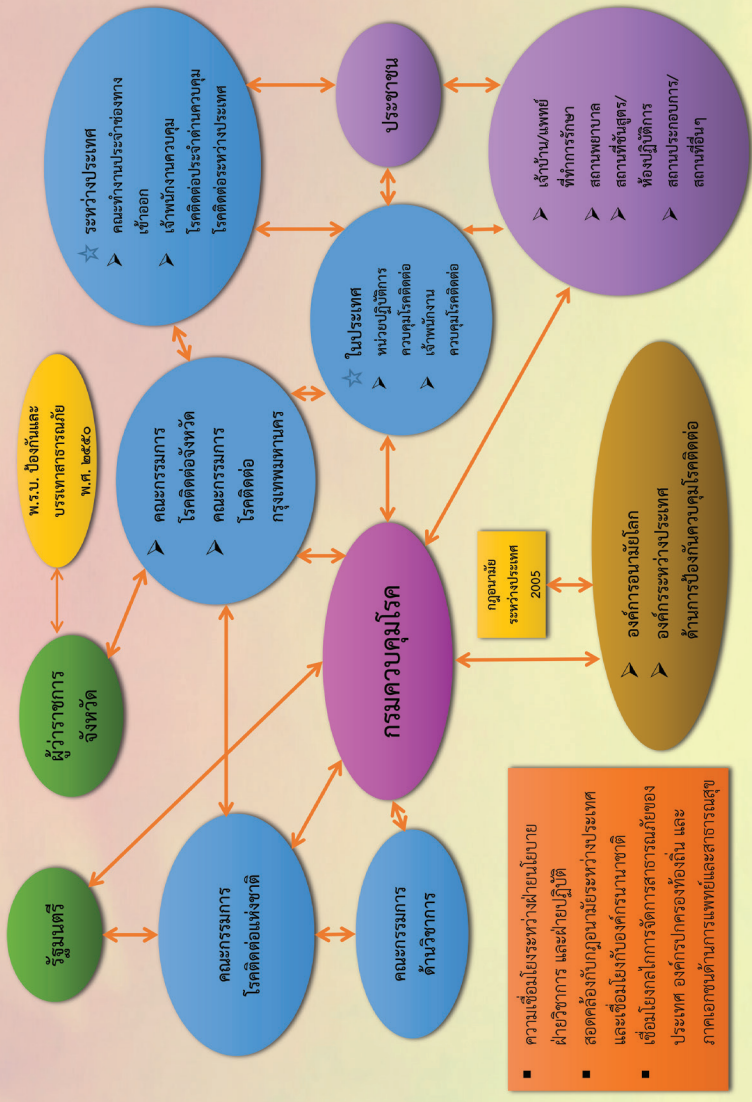 รัฐมนตรี
ผู้ว่าราชการ
จังหวัด
พ.ร.บ. ป้องกันและ
บรรเทาสาธารณภัย
พ.ศ. ๒๕๕๐
คณะกรรมการ
โรคติดต่อแห่งชาติ
คณะกรรมการ
โรคติดต่อจังหวัด
คณะกรรมการ
โรคติดต่อ
กรุงเทพมหานคร
ระหว่างประเทศ
คณะทำงานประจำช่องทาง
เข้าออก
เจ้าพนักงานควบคุม
โรคติดต่อประจำด่านควบคุม
โรคติดต่อระหว่างประเทศ
คณะกรรมการ
ด้านวิชาการ
กรมควบคุมโรค
ในประเทศ
หน่วยปฏิบัติการ
ควบคุมโรคติดต่อ
เจ้าพนักงาน
ควบคุมโรคติดต่อ
ประชาชน
กฎอนามัย
ระหว่างประเทศ
2005
เจ้าบ้าน/แพทย์
ที่ทำการรักษา
สถานพยาบาล
สถานที่ชันสูตร/
ห้องปฏิบัติการ
สถานประกอบการ/
สถานที่อื่นๆ
ความเชื่อมโยงระหว่างฝ่ายนโยบาย
ฝ่ายวิชาการ และฝ่ายปฏิบัติ
สอดคล้องกับกฎอนามัยระหว่างประเทศ
และเชื่อมโยงกับองค์กรนานาชาติ
เชื่อมโยงกลไกการจัดการสาธารณภัยของ
ประเทศ องค์กรปกครองท้องถิ่น และ
ภาคเอกชนด้านการแพทย์และสาธารณสุข
องค์การอนามัยโลก
องค์กรระหว่างประเทศ
ด้านการป้องกันควบคุมโรคติดต่อ